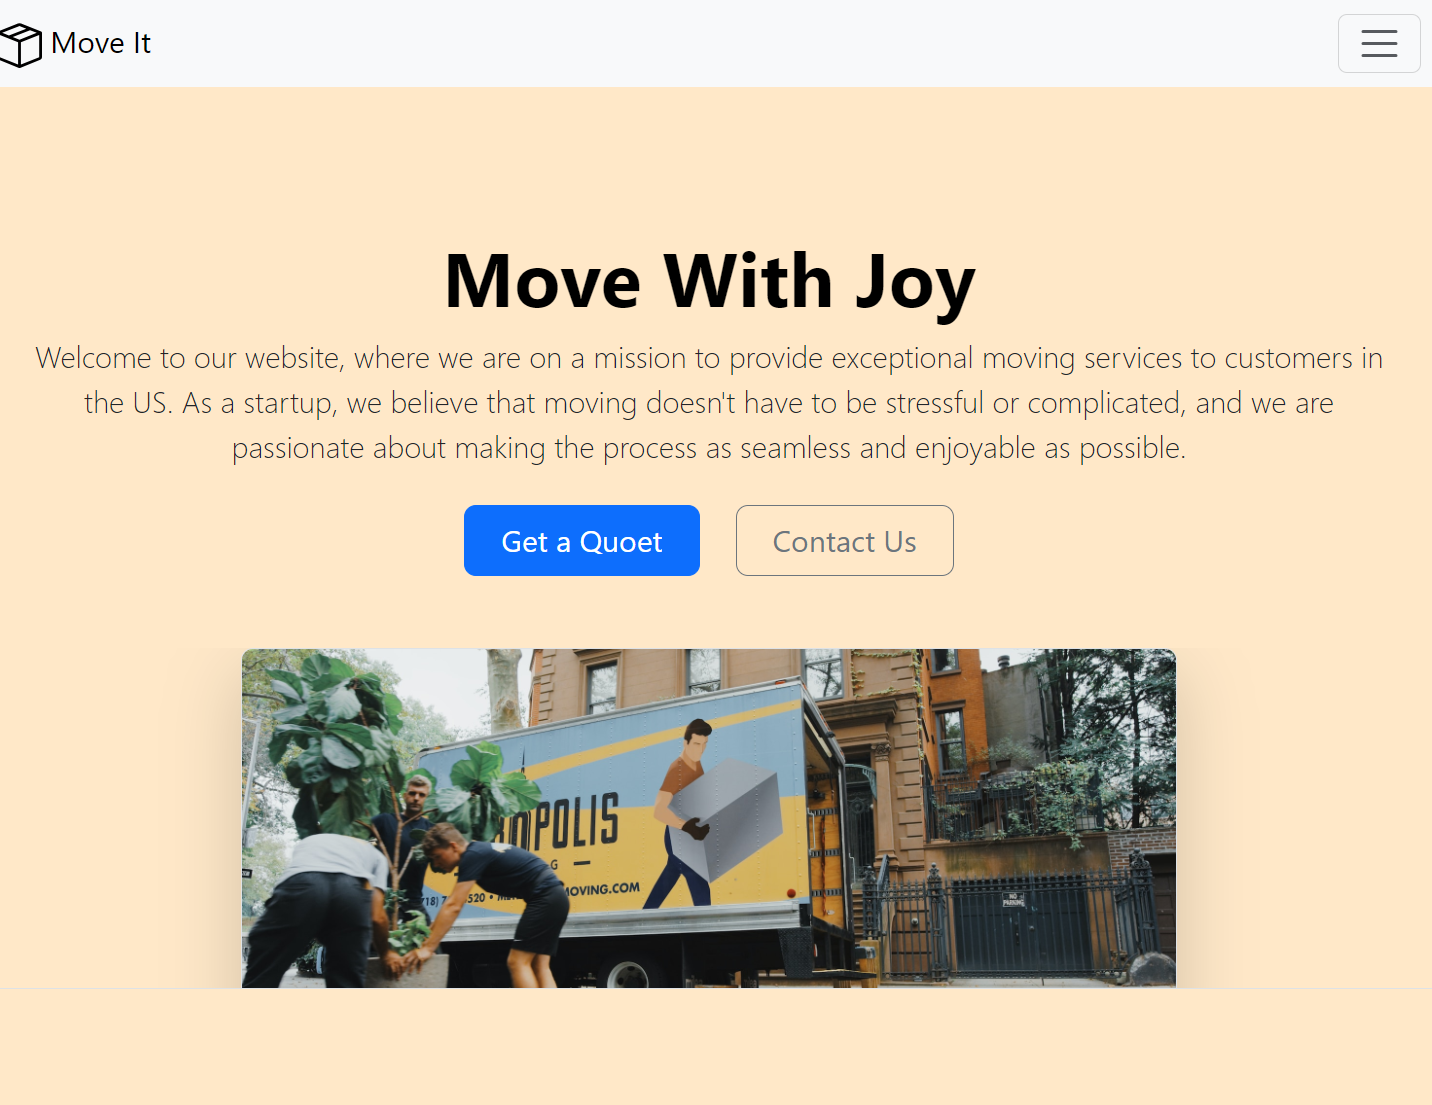 Move It
Move With Joy
Welcome to our website, where we are on a mission to provide exceptional moving services to customers in
the US. As a startup, we believe that moving doesn't have to be stressful or complicated, and we are
passionate about making the process as seamless and enjoyable as possible.
Get a Quoet
Contact Us
OPOLIS
G —
MOVING.COM
NO
PARKING